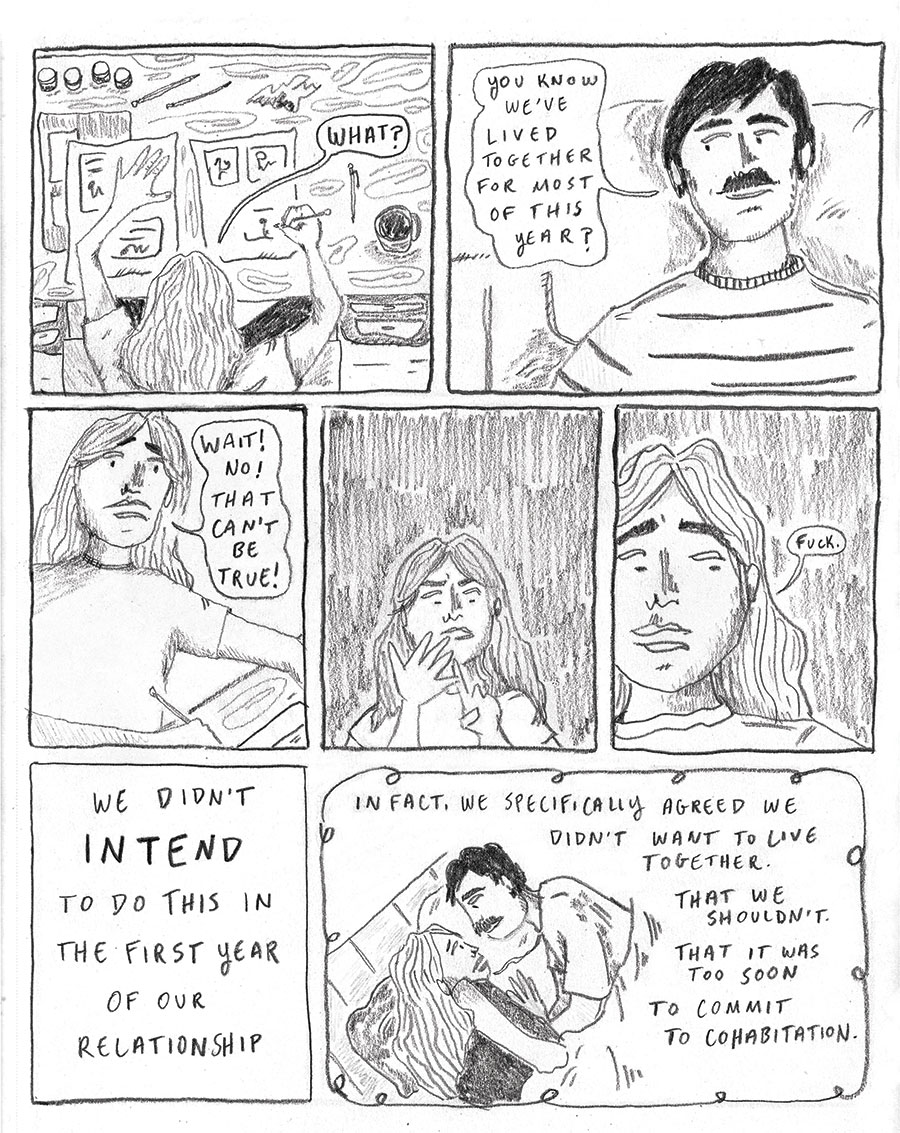 WHAT?
YOU KNOW
WE'VE
LIVED
TOGETHER
FOR MOST
OF THIS
YEAR?
WAIT!
NO!
THAT
CAN'T
BE
TRUE!
FUCK.
WE DIDN'T
INTEND
TO DO THIS IN
THE FIRST YEAR
OF OUR
RELATIONSHIP
IN FACT, WE SPECIFICALLY AGREED WE
DIDN'T WANT TO LIVE
TOGETHER.
THAT WE
SHOULDN'T.
THAT IT WAS
TOO SOON
TO COMMIT
TO COHABITATION.